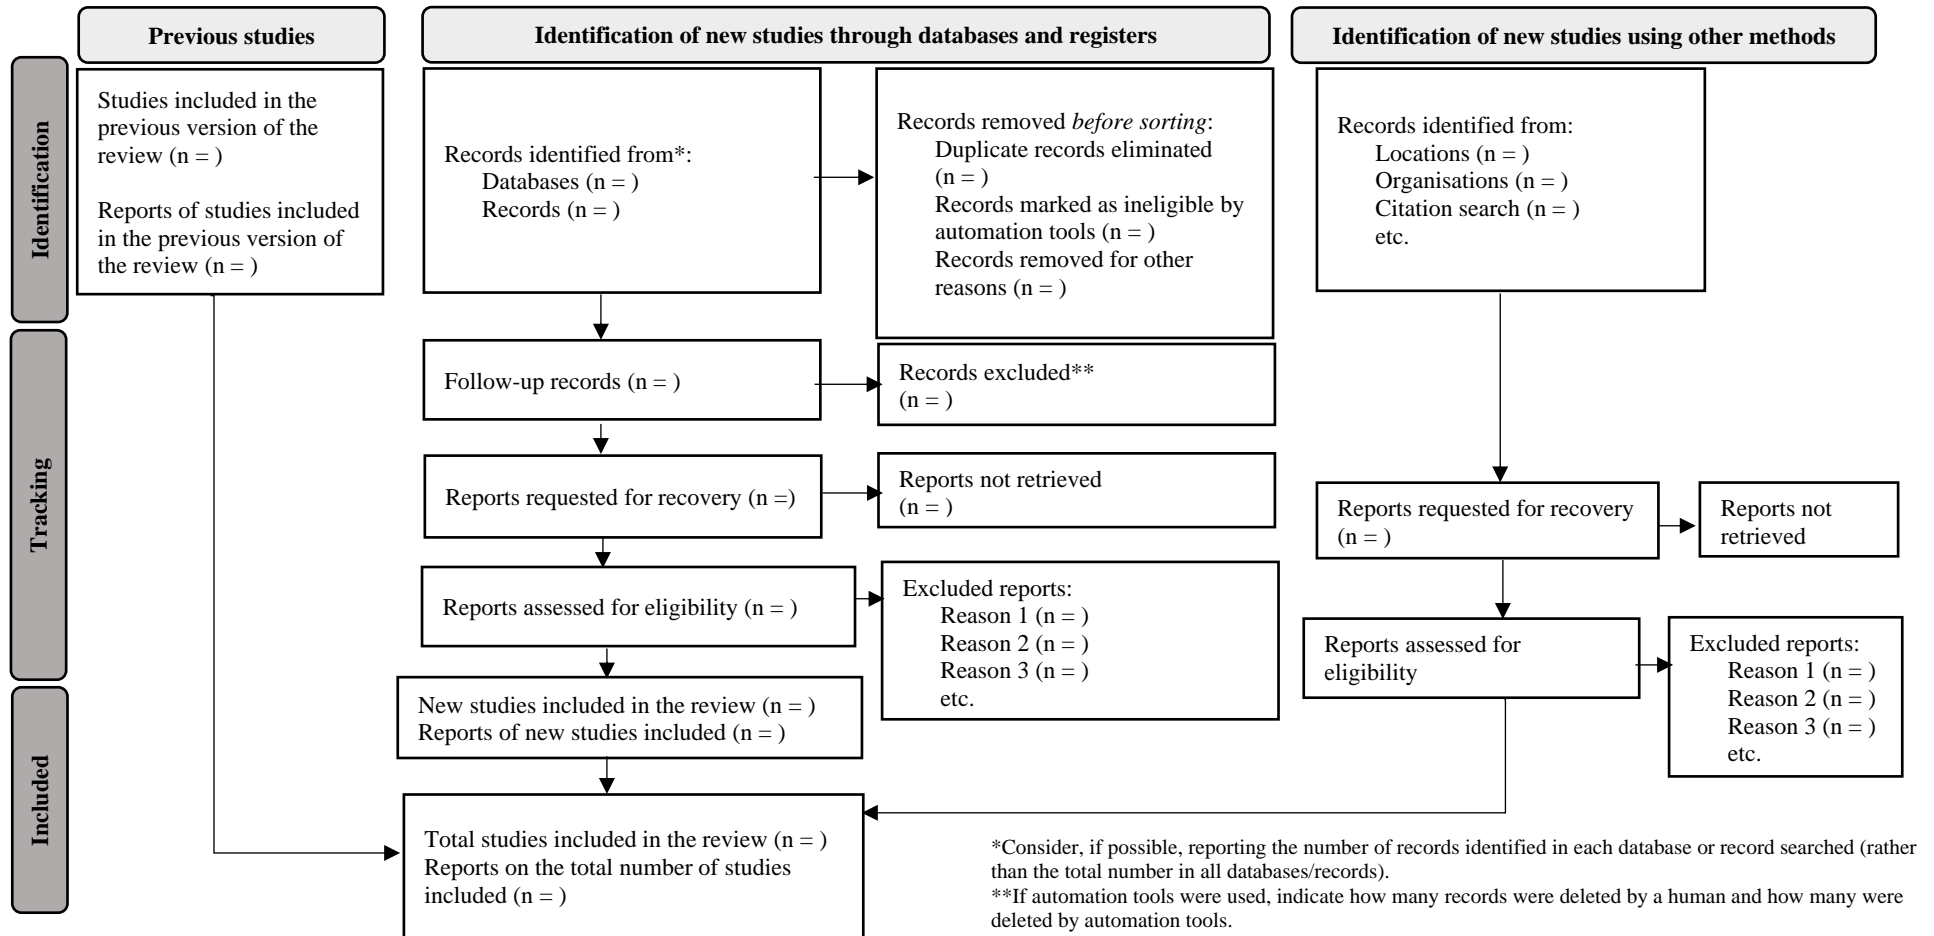 Previous studies
Identification of new studies through databases and registers
Identification of new studies using other methods
Identification
Studies included in the
previous version of the
review (n = )
Reports of studies included
in the previous version of
the review (n = )
Records identified from*:
Databases (n = )
Records (n = )
Records removed before sorting:
Duplicate records eliminated
(n = )
Records marked as ineligible by
automation tools (n = )
Records removed for other
reasons (n = )
Records identified from:
Locations (n = )
Organisations (n = )
Citation search (n = )
etc.
Tracking
Follow-up records (n = )
Records excluded**
(n = )
Reports requested for recovery (n =)
Reports not retrieved
(n = )
Reports requested for recovery
(n = )
Reports not
retrieved
Reports assessed for eligibility (n = )
Excluded reports:
Reason 1 (n = )
Reason 2 (n = )
Reason 3 (n = )
etc.
Reports assessed for
eligibility
Excluded reports:
Reason 1 (n = )
Reason 2 (n = )
Reason 3 (n = )
etc.
Included
New studies included in the review (n = )
Reports of new studies included (n = )
Total studies included in the review (n = )
Reports on the total number of studies
included (n = )
*Consider, if possible, reporting the number of records identified in each database or record searched (rather
than the total number in all databases/records).
**If automation tools were used, indicate how many records were deleted by a human and how many were
deleted by automation tools.